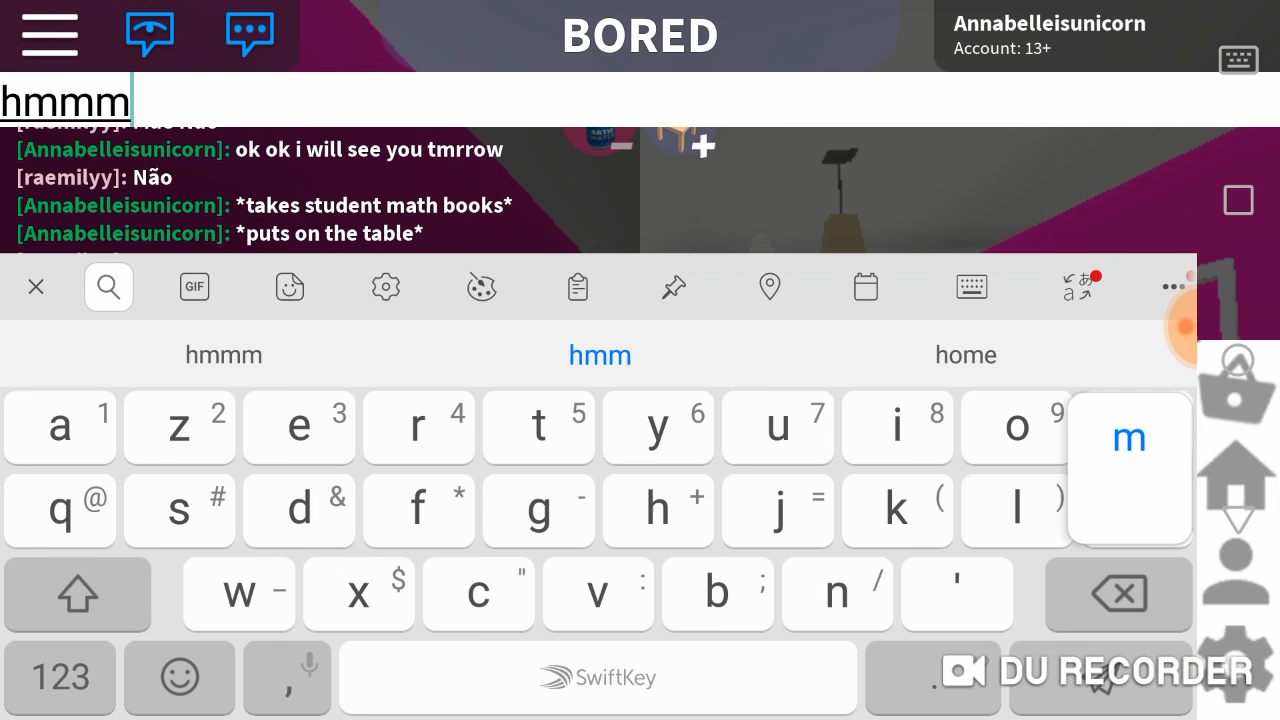 BORED
Annabelleisunicorn
Account: 13+
hmmm
[Annabelleisunicorn]: ok ok i will see you tmrrow
[raemilyy]: Não
[Annabelleisunicorn]: *takes student math books*
[Annabelleisunicorn]: *puts on the table*
GIF
hmmm hmm home
a 1 z 2 e 3 r 4 t 5 y 6 u 7 i 8 o 9 m
q @ s # d & f * g - h + j = k ( l )
w – x $ c " v : b ; n / '
123 , SwiftKey .
DU RECORDER